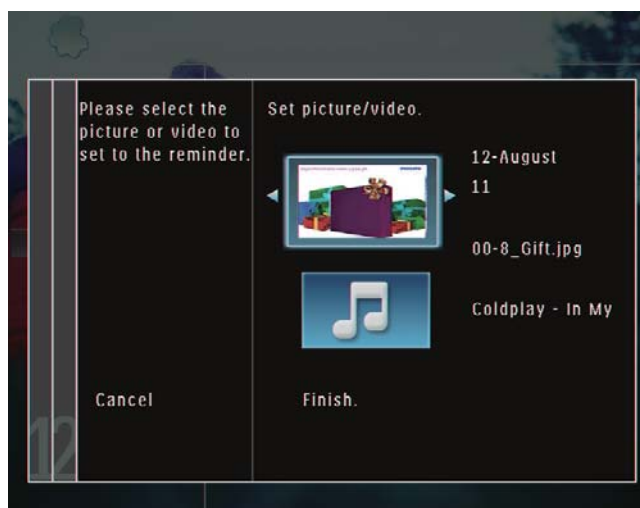 Please select the
picture or video to
set to the reminder.
Set picture/video.
12-August
11
00-8_Gift.jpg
Coldplay - In My
Cancel
Finish.
12